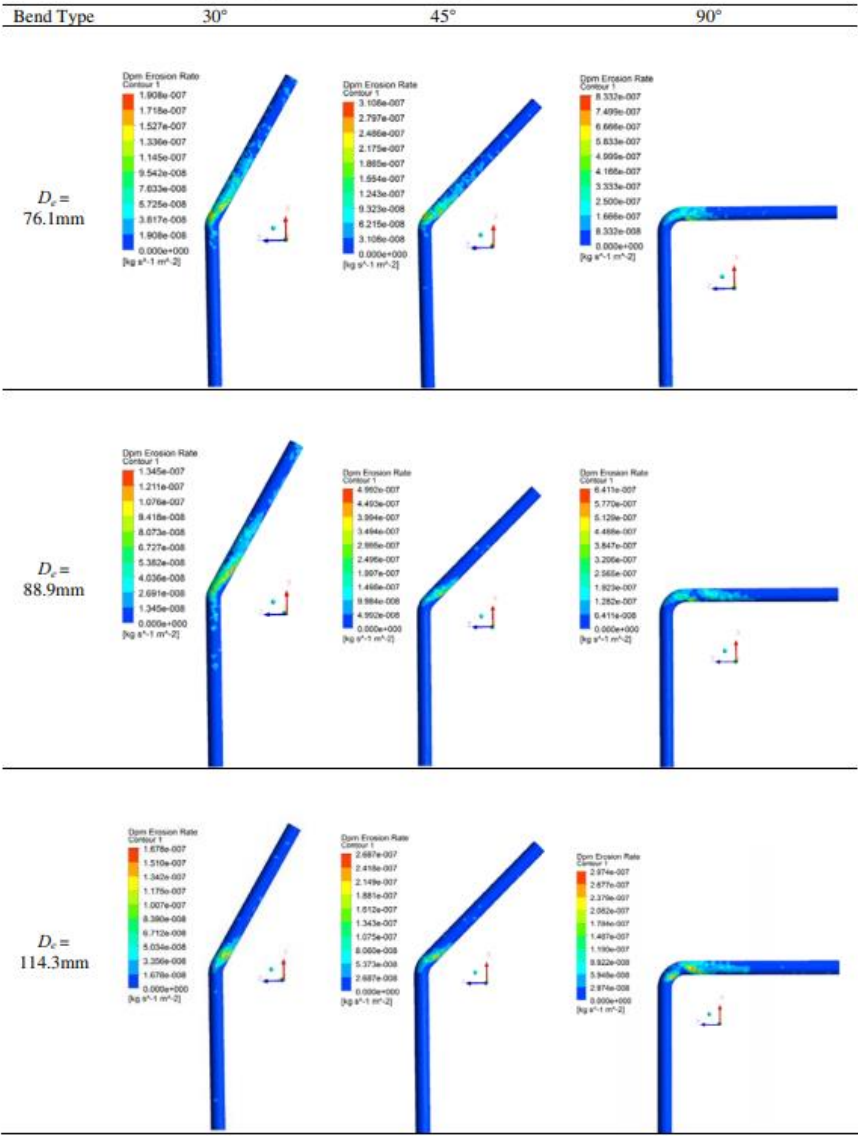 Bend Type 30° 45° 90°
Dpm Erosion Rate
Contour 1
1.908e-007
1.718e-007
1.527e-007
1.336e-007
1.145e-007
9.542e-008
7.633e-008
5.725e-008
3.817e-008
1.908e-008
0.000e+000
[kg s^-1 m^-2]
Dpm Erosion Rate
Contour 1
3.108e-007
2.797e-007
2.486e-007
2.175e-007
1.865e-007
1.554e-007
1.243e-007
9.323e-008
6.215e-008
3.108e-008
0.000e+000
[kg s^-1 m^-2]
Dpm Erosion Rate
Contour 1
8.332e-007
7.499e-007
6.666e-007
5.833e-007
4.999e-007
4.166e-007
3.333e-007
2.500e-007
1.666e-007
8.332e-008
0.000e+000
[kg s^-1 m^-2]
De =
76.1mm
Dpm Erosion Rate
Contour 1
1.345e-007
1.211e-007
1.076e-007
9.418e-008
8.073e-008
6.727e-008
5.382e-008
4.036e-008
2.691e-008
1.345e-008
0.000e+000
[kg s^-1 m^-2]
Dpm Erosion Rate
Contour 1
4.992e-007
4.493e-007
3.994e-007
3.494e-007
2.995e-007
2.496e-007
1.997e-007
1.498e-007
9.984e-008
4.992e-008
0.000e+000
[kg s^-1 m^-2]
Dpm Erosion Rate
Contour 1
6.411e-007
5.770e-007
5.129e-007
4.488e-007
3.847e-007
3.206e-007
2.565e-007
1.923e-007
1.282e-007
6.411e-008
0.000e+000
[kg s^-1 m^-2]
De =
88.9mm
Dpm Erosion Rate
Contour 1
1.678e-007
1.510e-007
1.342e-007
1.175e-007
1.007e-007
8.390e-008
6.712e-008
5.034e-008
3.356e-008
1.678e-008
0.000e+000
[kg s^-1 m^-2]
Dpm Erosion Rate
Contour 1
2.687e-007
2.418e-007
2.149e-007
1.881e-007
1.612e-007
1.343e-007
1.075e-007
8.060e-008
5.373e-008
2.687e-008
0.000e+000
[kg s^-1 m^-2]
Dpm Erosion Rate
Contour 1
2.974e-007
2.677e-007
2.379e-007
2.082e-007
1.784e-007
1.487e-007
1.190e-007
8.922e-008
5.948e-008
2.974e-008
0.000e+000
[kg s^-1 m^-2]
De =
114.3mm